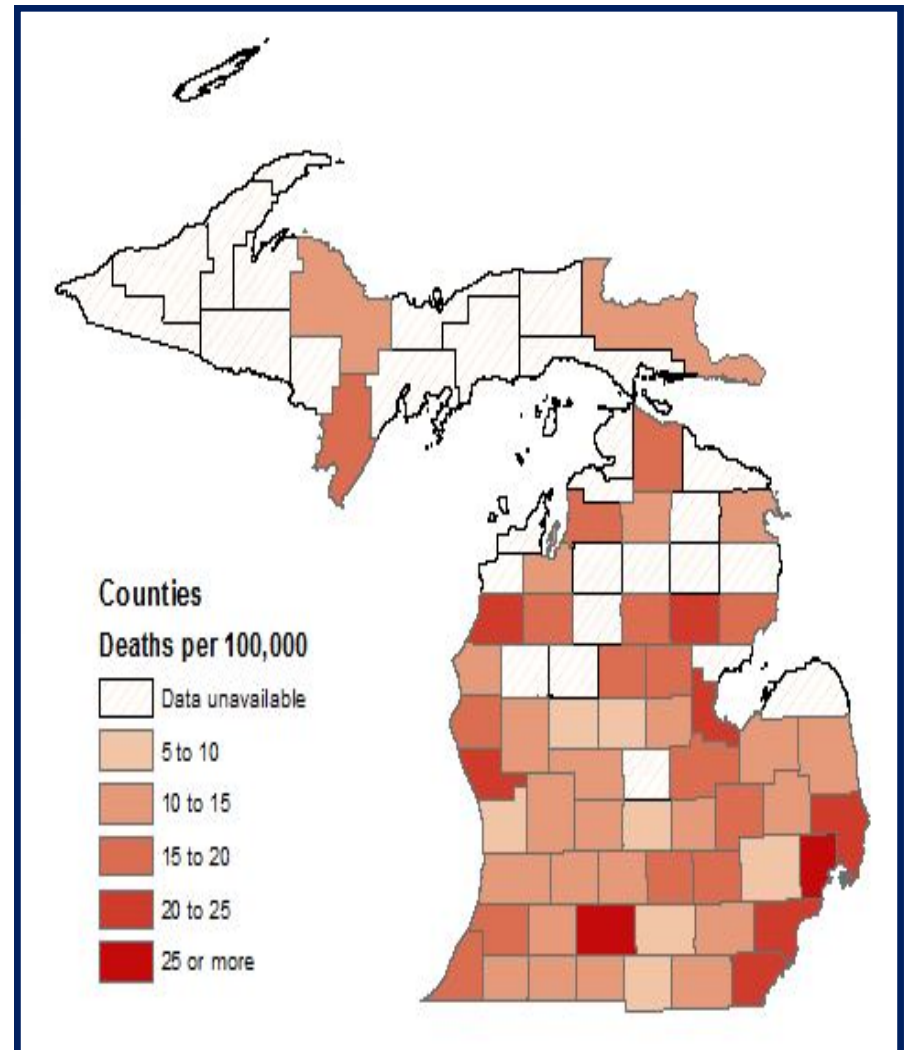 Counties
Deaths per 100,000
Data unavailable
5 to 10
10 to 15
15 to 20
20 to 25
25 or more